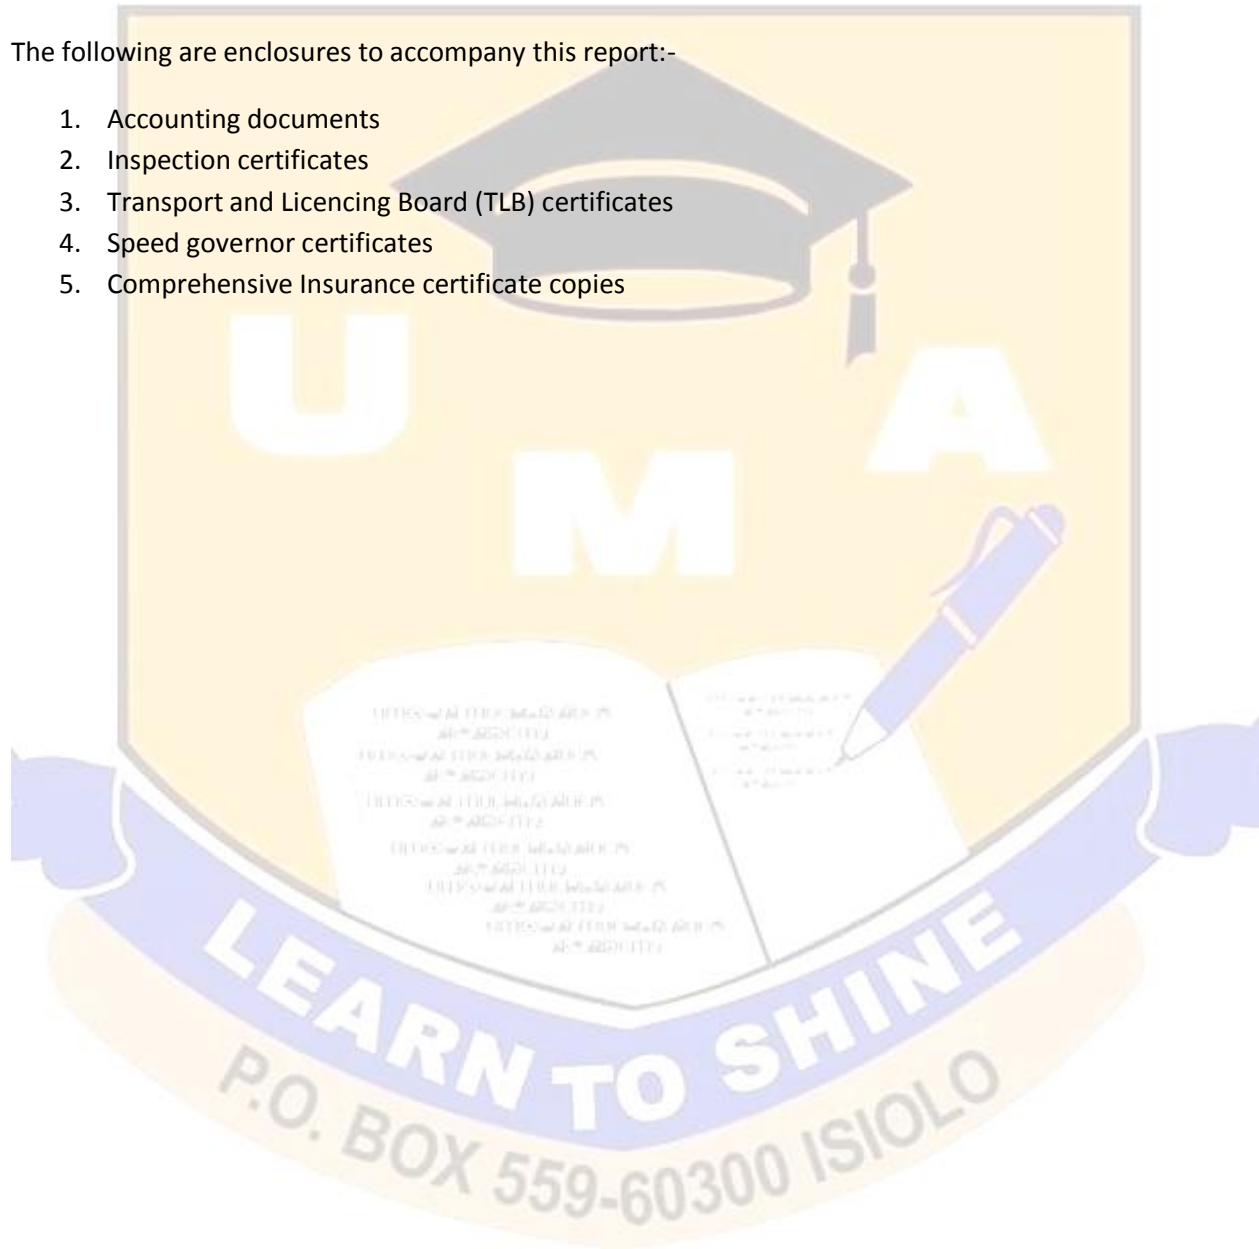 The following are enclosures to accompany this report:-
1. Accounting documents
2. Inspection certificates
3. Transport and Licencing Board (TLB) certificates
4. Speed governor certificates
5. Comprehensive Insurance certificate copies
U M A
LEARN TO SHINE
P.O. BOX 559-60300 ISIOLO